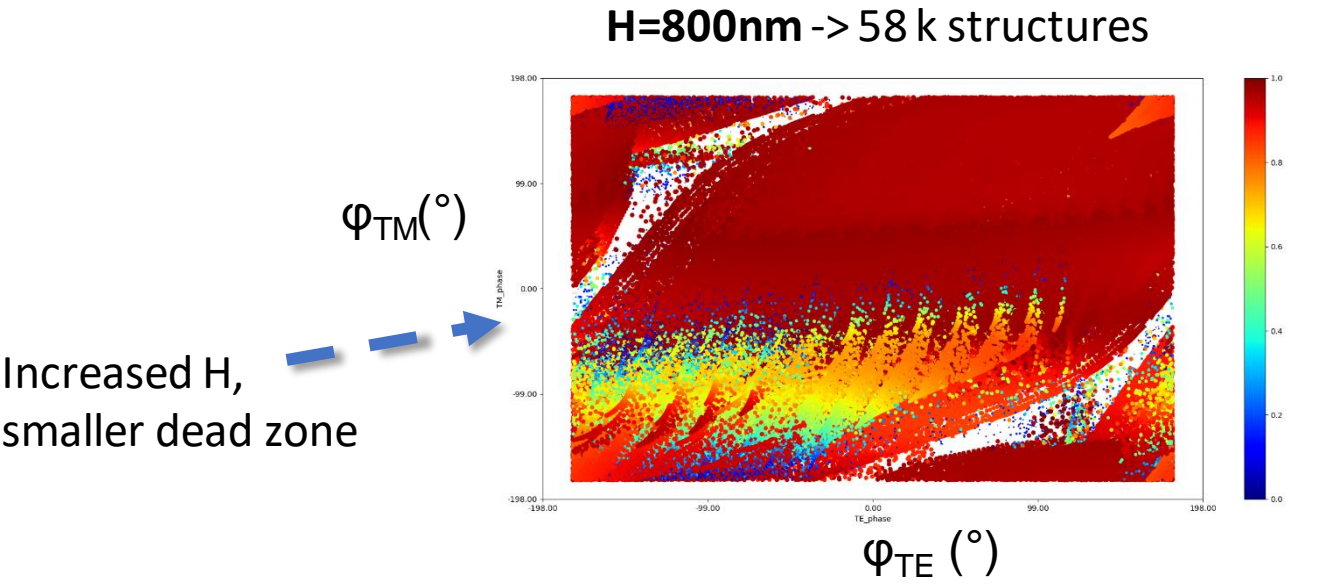 H=800nm -> 58 k structures
198.00
99.00
0.00
-99.00
-198.00
TM_phase
φTM(°)
-198.00
-99.00
0.00
99.00
198.00
TE_phase
φTE (°)
1.0
0.8
0.6
0.4
0.2
0.0
Increased H,
smaller dead zone